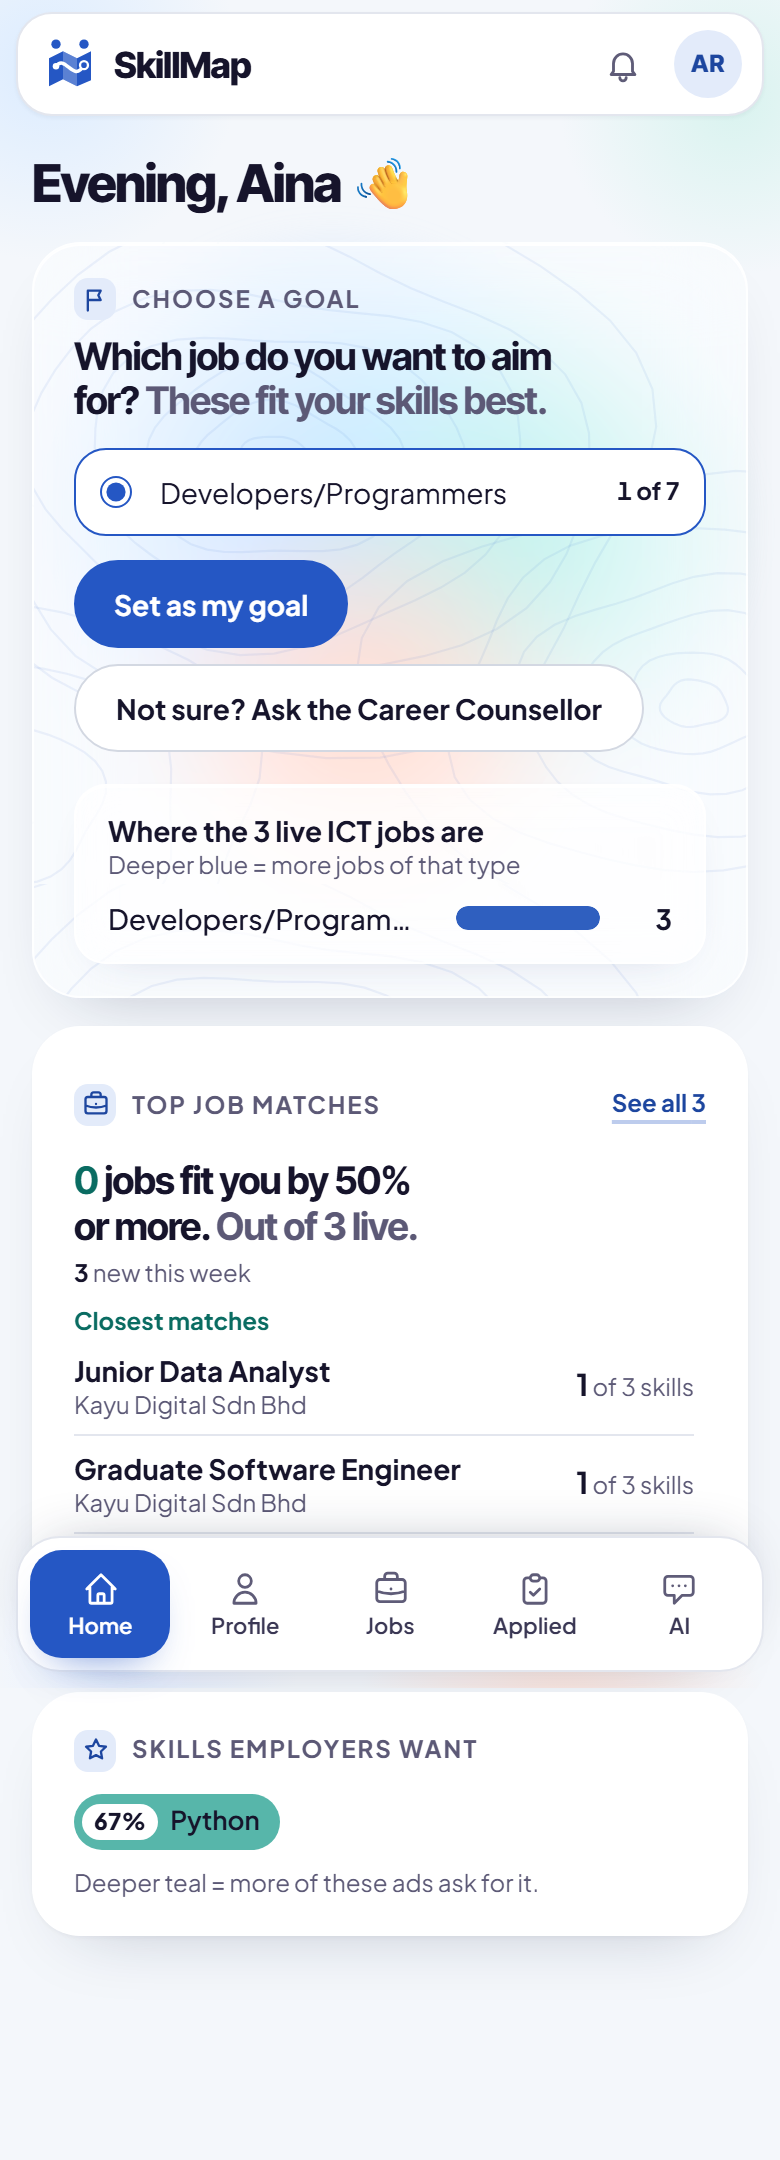 SkillMap
AR
Evening, Aina 👋
CHOOSE A GOAL
Which job do you want to aim
for? These fit your skills best.
Developers/Programmers
1 of 7
Set as my goal
Not sure? Ask the Career Counsellor
Where the 3 live ICT jobs are
Deeper blue = more jobs of that type
Developers/Program...
3
TOP JOB MATCHES
See all 3
0 jobs fit you by 50%
or more. Out of 3 live.
3 new this week
Closest matches
Junior Data Analyst
1 of 3 skills
Kayu Digital Sdn Bhd
Graduate Software Engineer
1 of 3 skills
Kayu Digital Sdn Bhd
Home
Profile
Jobs
Applied
AI
SKILLS EMPLOYERS WANT
67% Python
Deeper teal = more of these ads ask for it.